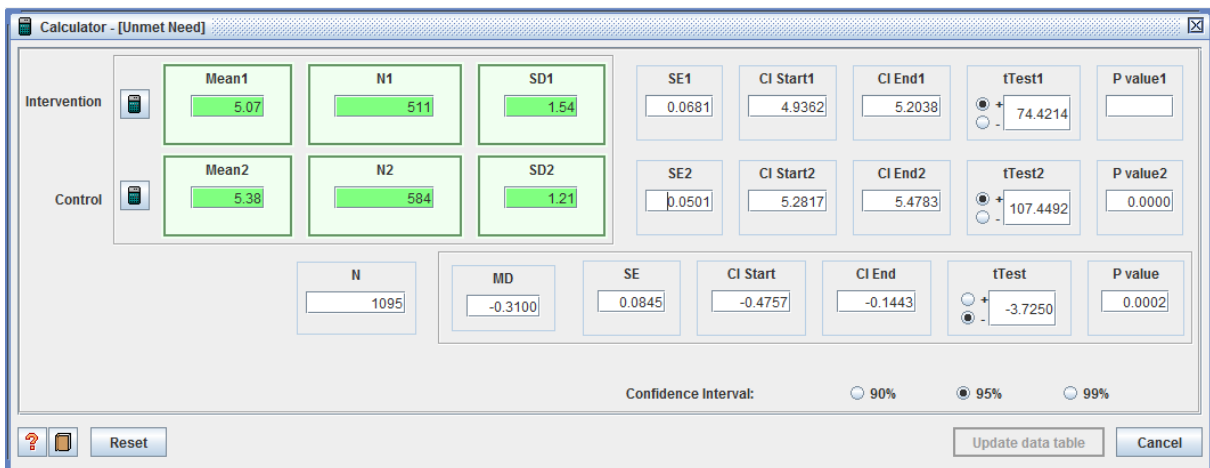 Calculator - [Unmet Need]
Mean1 N1 SD1 SE1 CI Start1 CI End1 tTest1 P value1
Intervention 5.07 511 1.54 0.0681 4.9362 5.2038 + - 74.4214
Mean2 N2 SD2 SE2 CI Start2 CI End2 tTest2 P value2
Control 5.38 584 1.21 0.0501 5.2817 5.4783 + - 107.4492 0.0000
N MD SE CI Start CI End tTest P value
1095 -0.3100 0.0845 -0.4757 -0.1443 + - -3.7250 0.0002
Confidence Interval: 90% 95% 99%
? Reset Update data table Cancel